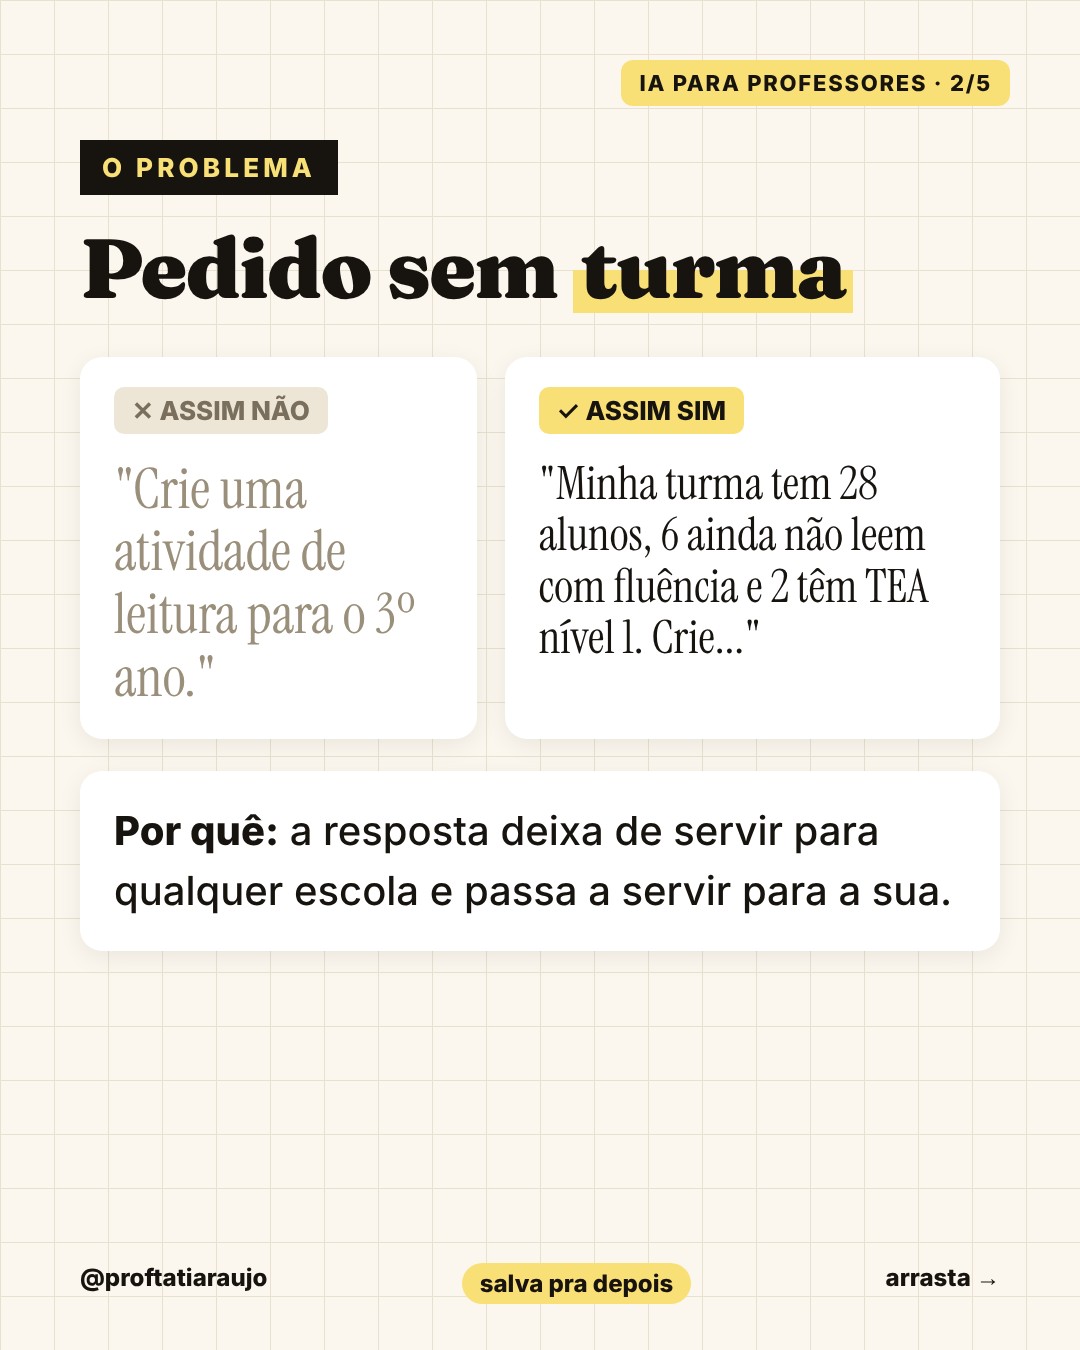 IA PARA PROFESSORES · 2/5
O PROBLEMA
Pedido sem turma
✕ ASSIM NÃO
"Crie uma
atividade de
leitura para o 3º
ano."
✓ ASSIM SIM
"Minha turma tem 28
alunos, 6 ainda não leem
com fluência e 2 têm TEA
nível 1. Crie..."
Por quê: a resposta deixa de servir para
qualquer escola e passa a servir para a sua.
@proftatiaraujo
salva pra depois
arrasta →